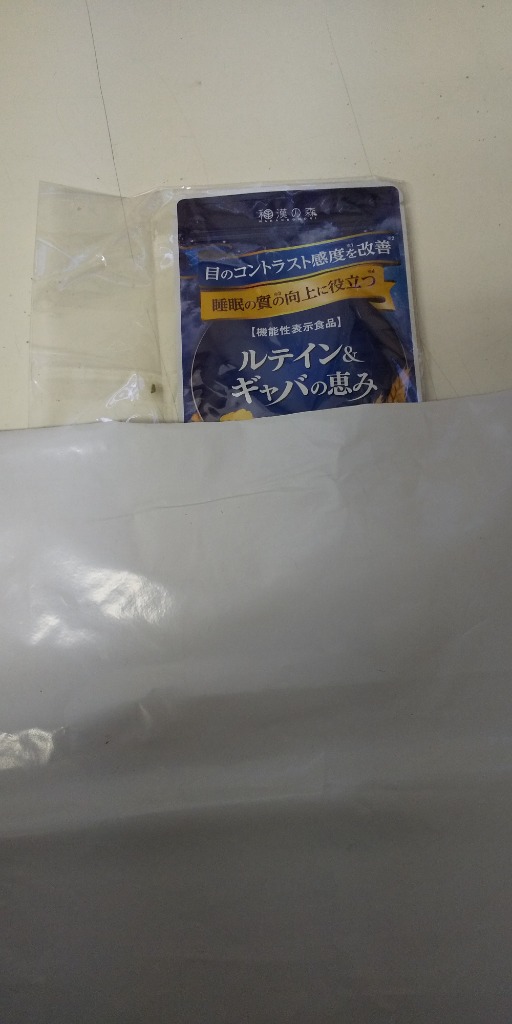 和漢の森
目のコントラスト感度を改善
睡眠の質の向上に役立つ
【機能性表示食品】
ルテイン&
ギャバの恵み